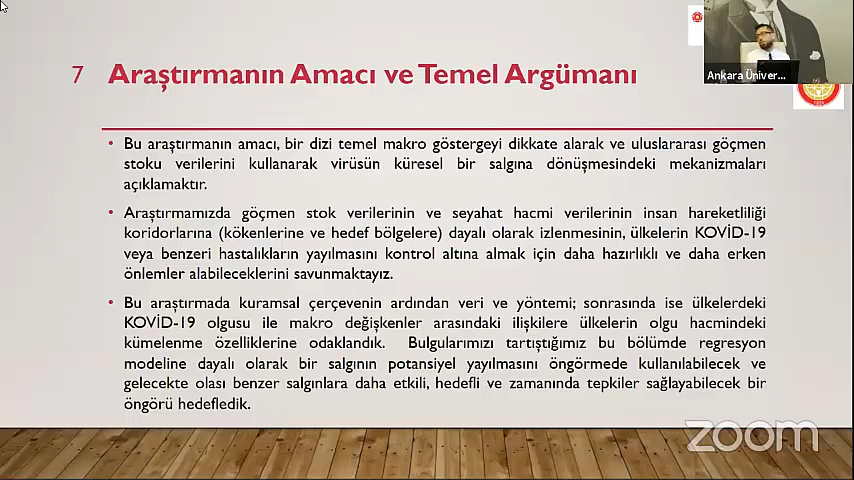 7 Araştırmanın Amacı ve Temel Argümanı
Ankara Üniver...
• Bu araştırmanın amacı, bir dizi temel makro göstergeyi dikkate alarak ve uluslararası göçmen
stoku verilerini kullanarak virüsün küresel bir salgına dönüşmesindeki mekanizmaları
açıklamaktır.
• Araştırmamızda göçmen stok verilerinin ve seyahat hacmi verilerinin insan hareketliliği
koridorlarına (kökenlerine ve hedef bölgelere) dayalı olarak izlenmesinin, ülkelerin KOVİD-19
veya benzeri hastalıkların yayılmasını kontrol altına almak için daha hazırlıklı ve daha erken
önlemler alabileceklerini savunmaktayız.
• Bu araştırmada kuramsal çerçevenin ardından veri ve yöntemi; sonrasında ise ülkelerdeki
KOVİD-19 olgusu ile makro değişkenler arasındaki ilişkilere ülkelerin olgu hacmindeki
kümelenme özelliklerine odaklandık. Bulgularımızı tartıştığımız bu bölümde regresyon
modeline dayalı olarak bir salgının potansiyel yayılmasını öngörmede kullanılabilecek ve
gelecekte olası benzer salgınlara daha etkili, hedefli ve zamanında tepkiler sağlayabilecek bir
öngörü hedefledik.
zoom